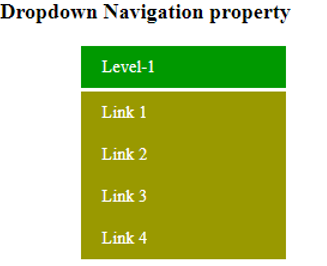 Dropdown Navigation property
Level-1
Link 1
Link 2
Link 3
Link 4